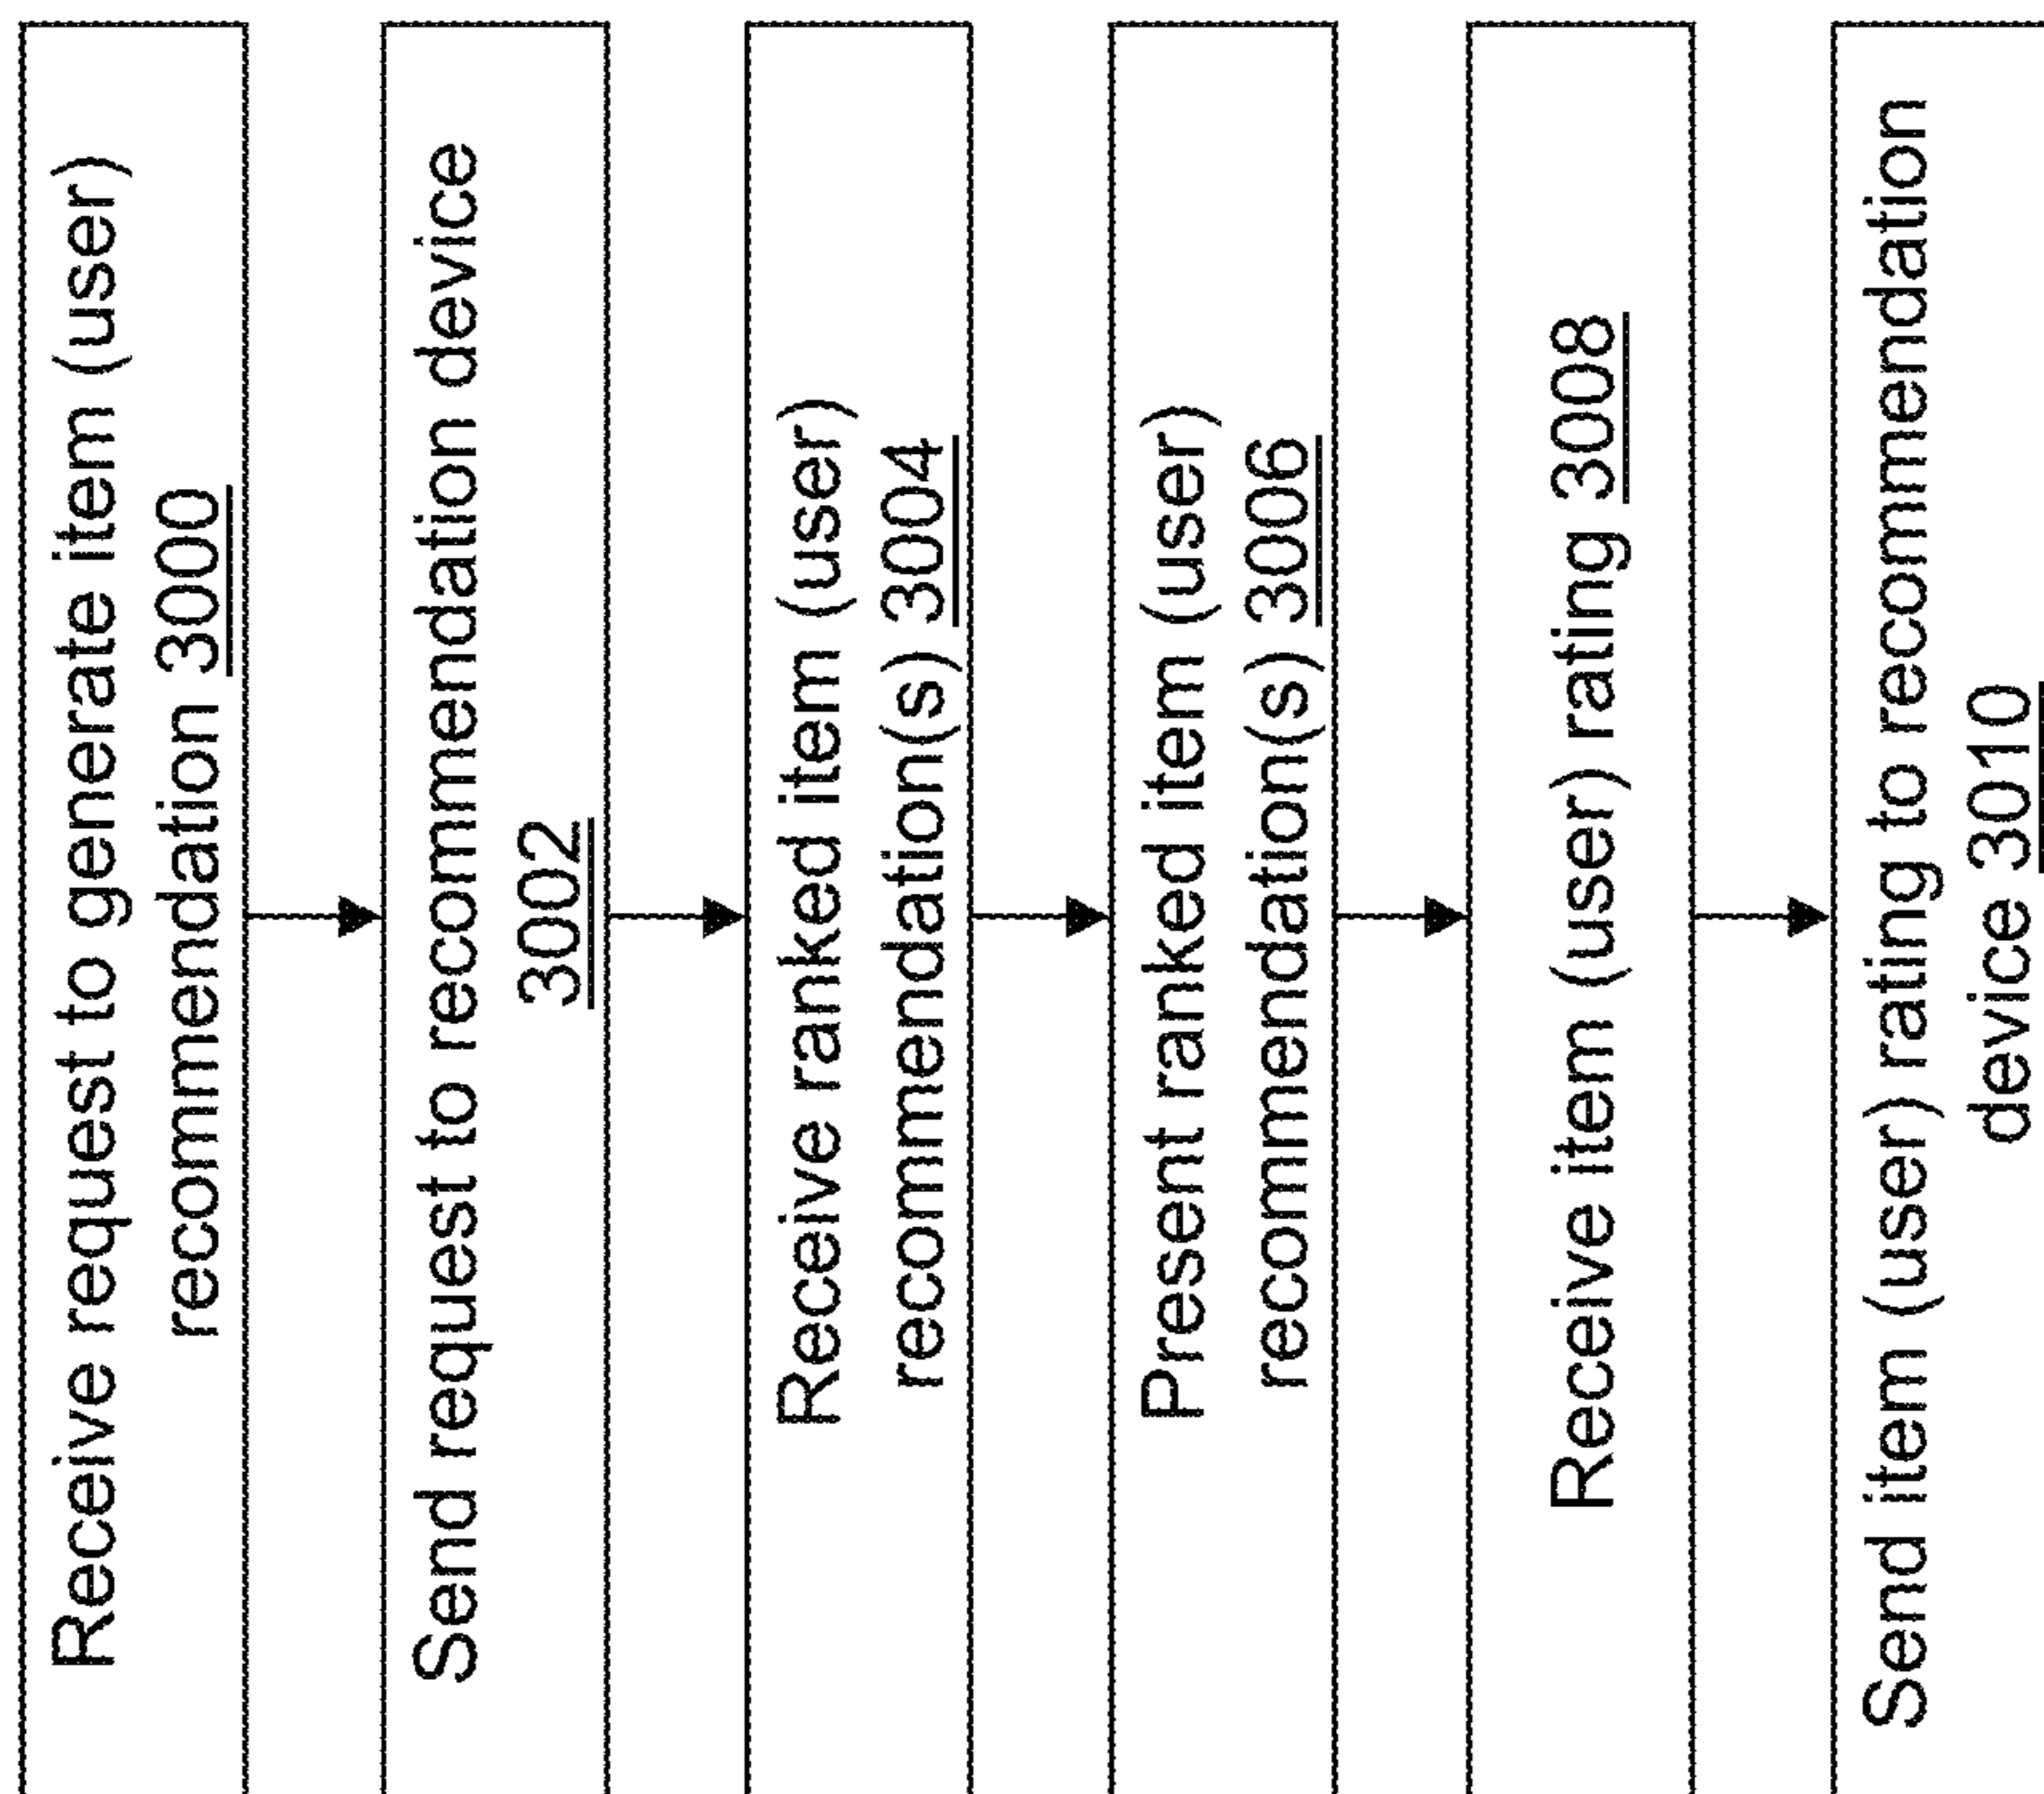 Receive request to generate item (user)
recommendation 3000
Send request to recommendation device
3002
Receive ranked item (user)
recommendation(s) 3004
Present ranked item (user)
recommendation(s) 3006
Receive item (user) rating 3008
Send item (user) rating to recommendation
device 3010